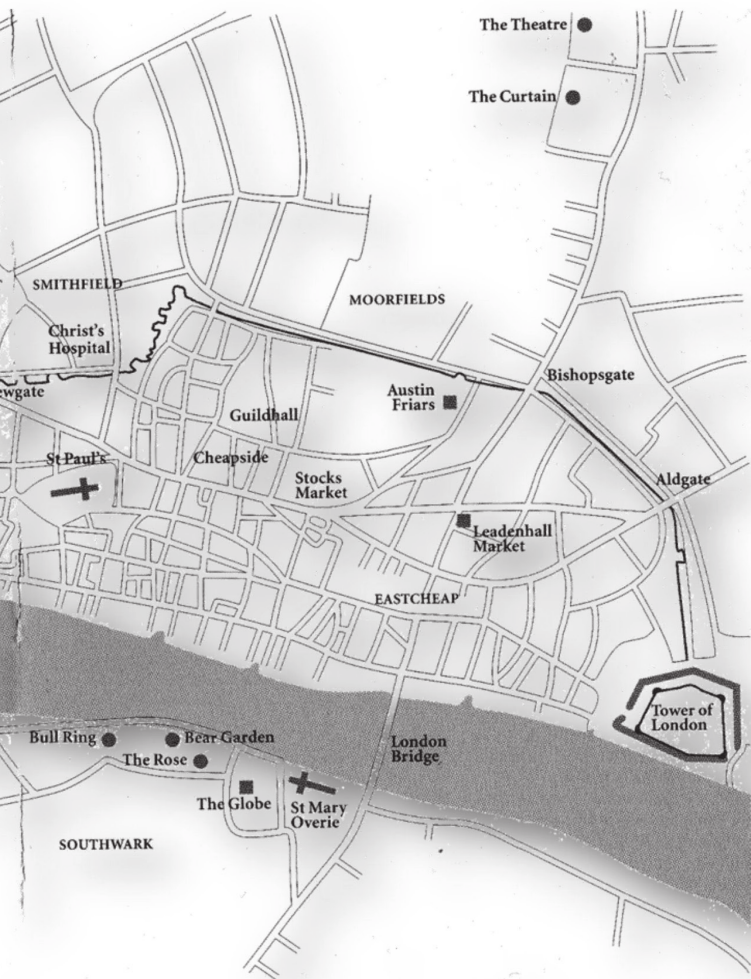 The Theatre
The Curtain
SMITHFIELD
MOORFIELDS
Christ's
Hospital
ewgate
Bishopsgate
Austin
Friars
Guildhall
St Paul's
Cheapside
Stocks
Market
Aldgate
Leadenhall
Market
EASTCHEAP
Tower of
London
Bull Ring
Bear Garden
The Rose
London
Bridge
The Globe
St Mary
Overie
SOUTHWARK